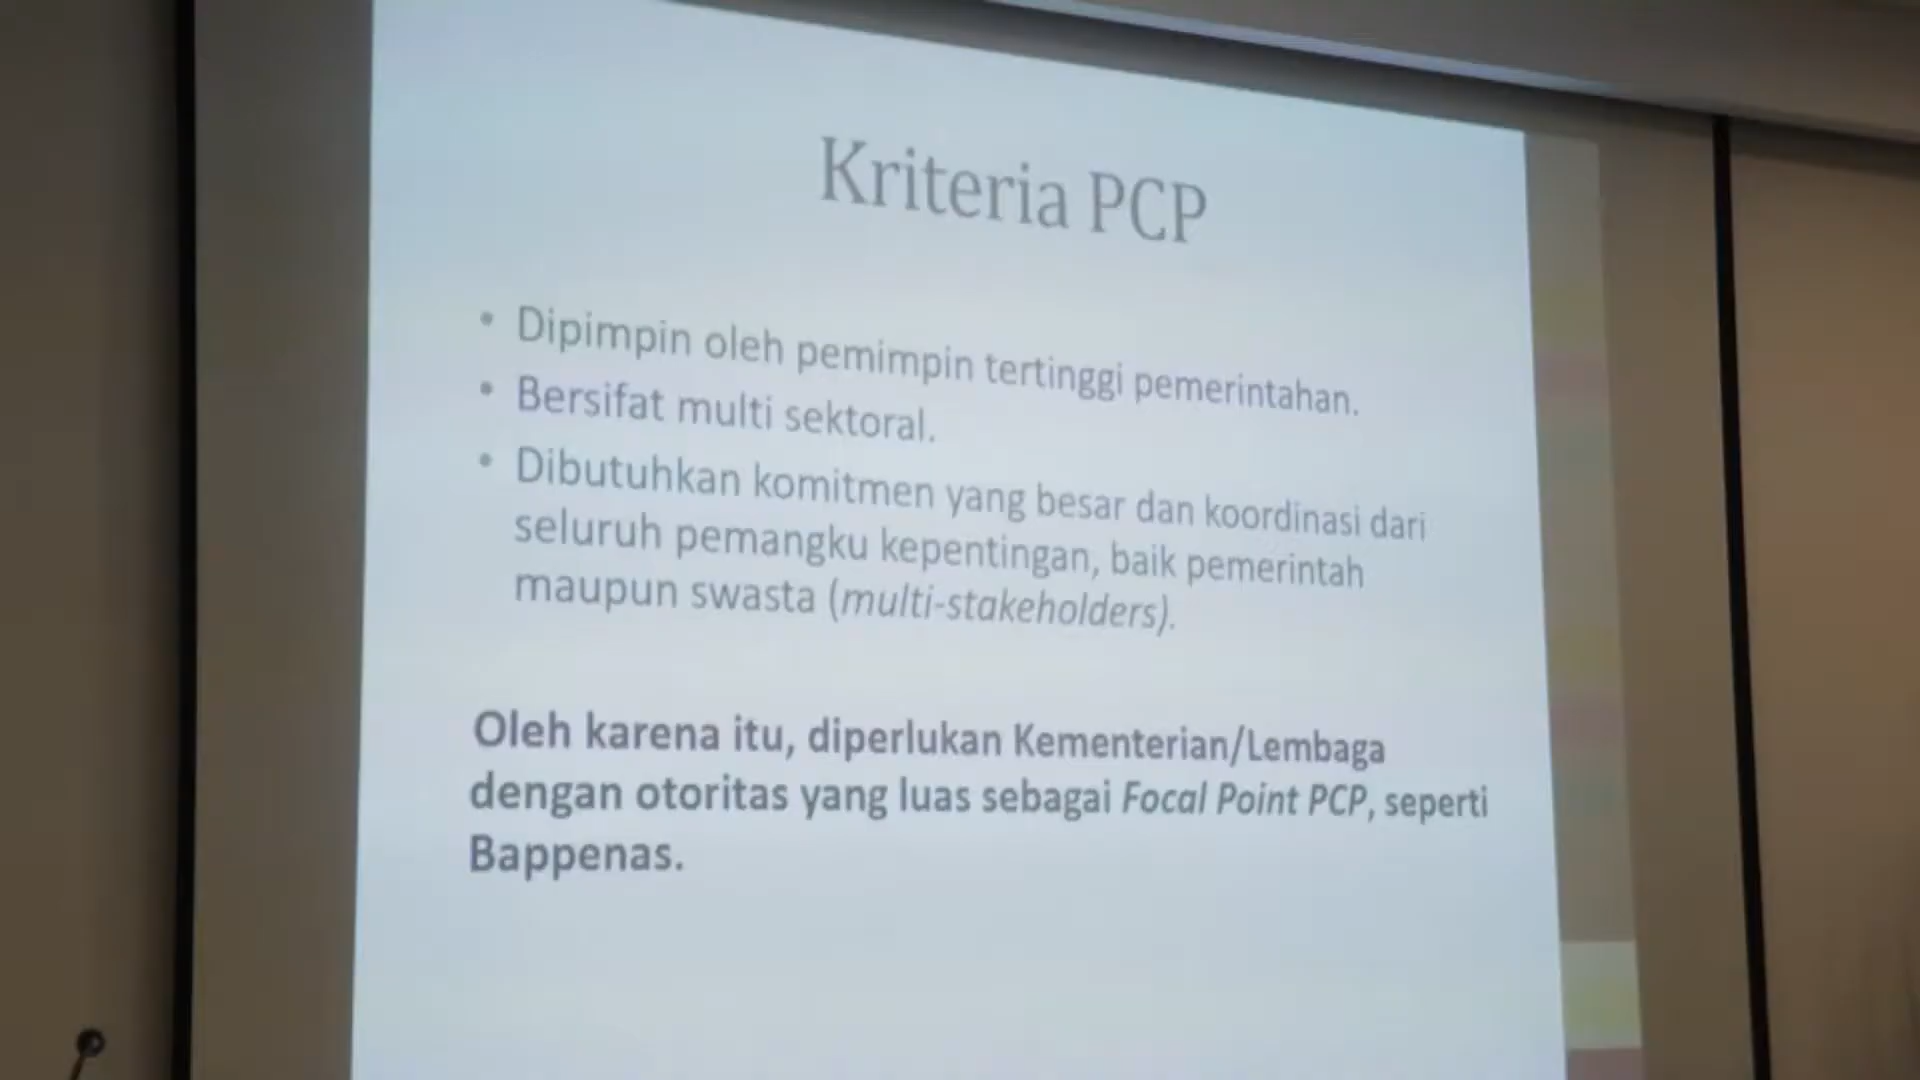 Kriteria PCP
• Dipimpin oleh pemimpin tertinggi pemerintahan.
• Bersifat multi sektoral.
• Dibutuhkan komitmen yang besar dan koordinasi dari
seluruh pemangku kepentingan, baik pemerintah
maupun swasta (multi-stakeholders).
Oleh karena itu, diperlukan Kementerian/Lembaga
dengan otoritas yang luas sebagai Focal Point PCP, seperti
Bappenas.